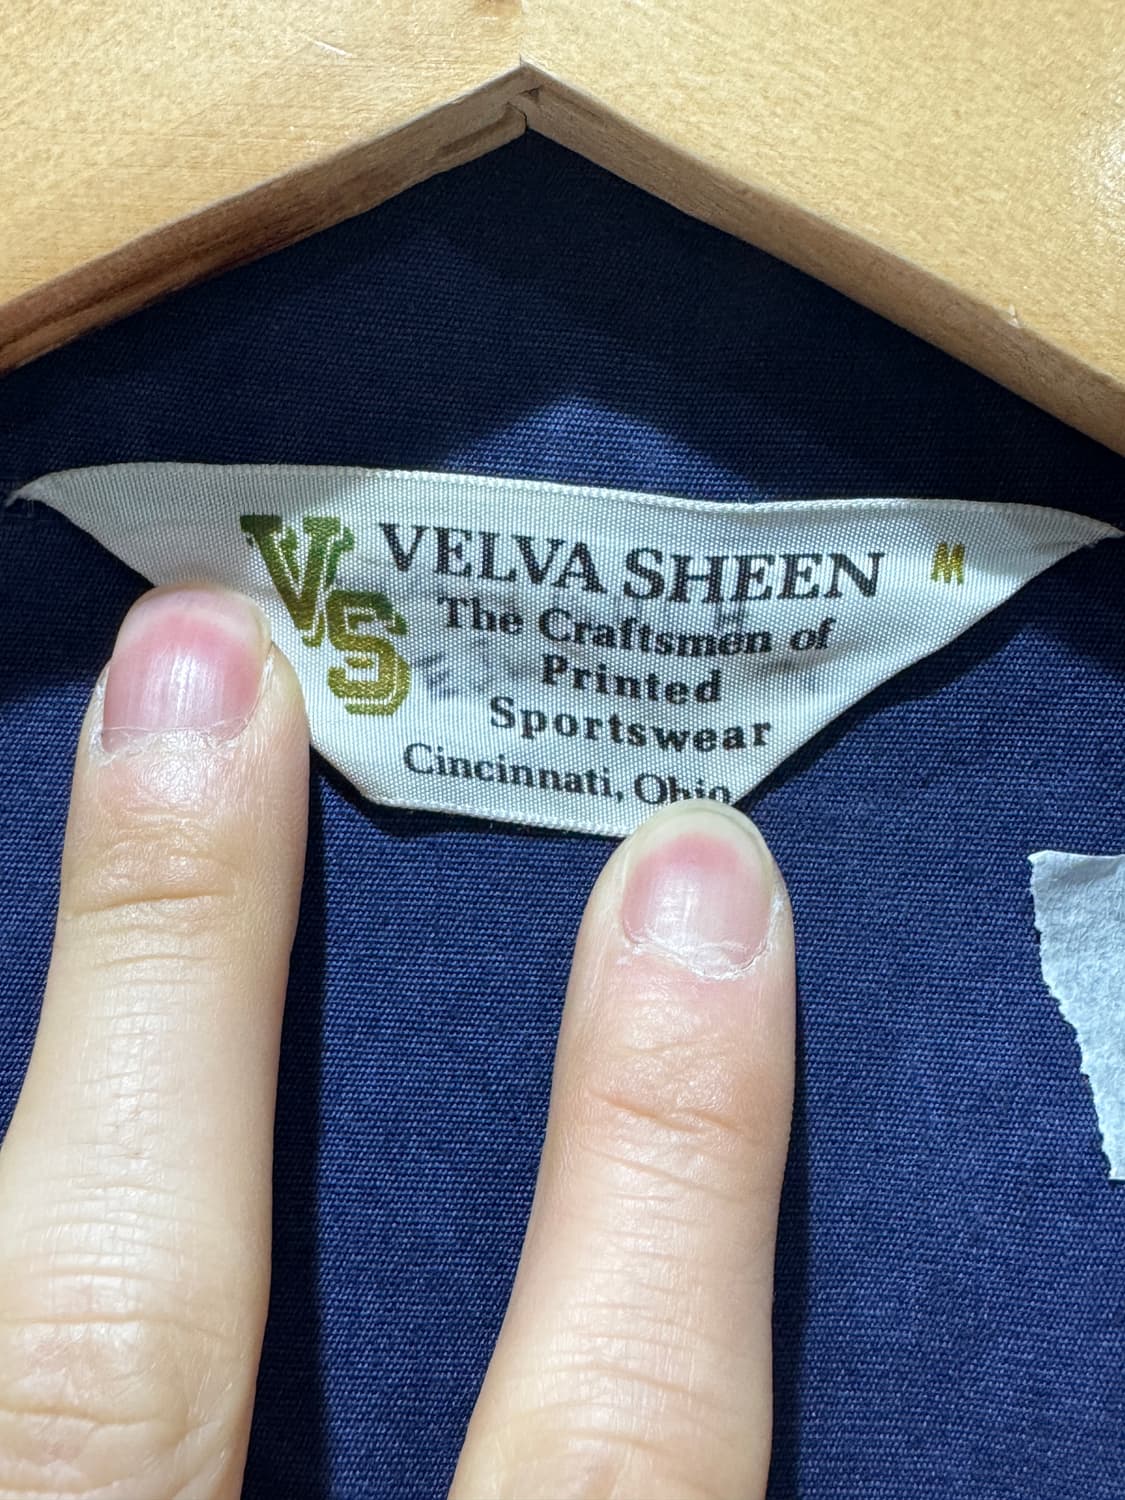 VS VELVA SHEEN M
The Craftsmen of
Printed
Sportswear
Cincinnati, Ohio